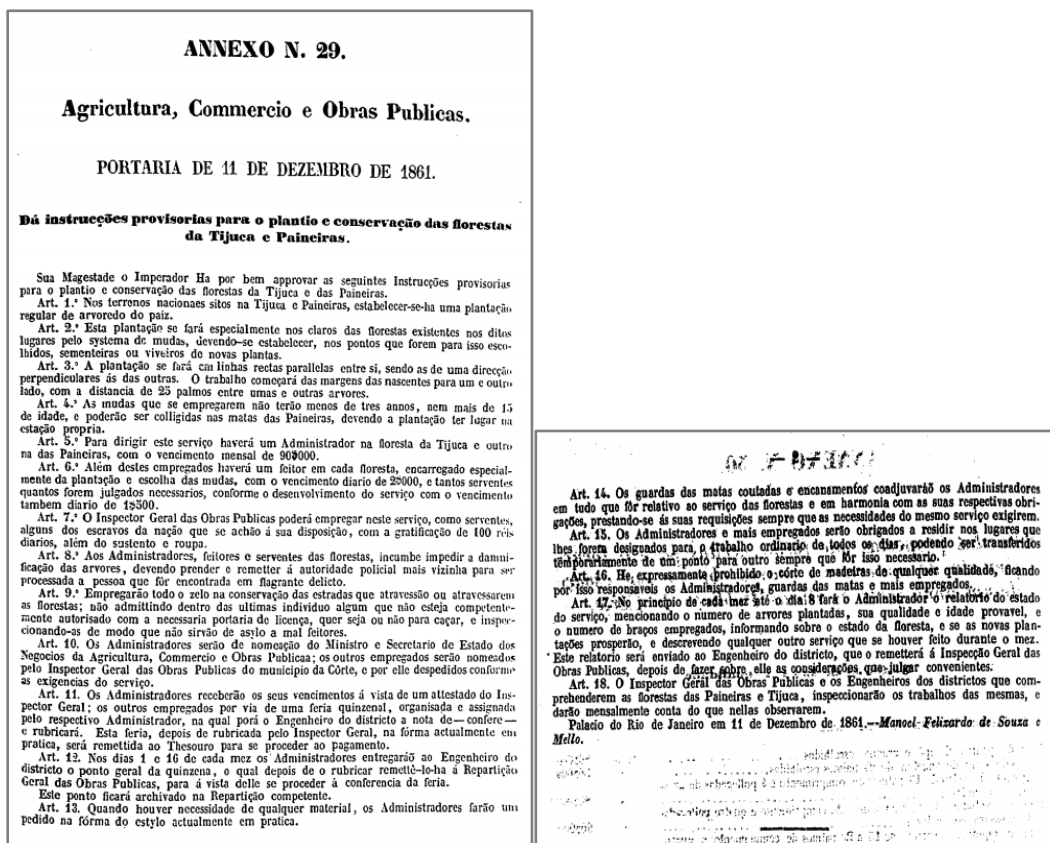 ANNEXO N. 29.
Agricultura, Commercio e Obras Publicas.
PORTARIA DE 11 DE DEZEMBRO DE 1861.
Dá instrucções provisorias para o plantio e conservação das florestas
da Tijuca e Paineiras.
Sua Magestade o Imperador Ha por bem approvar as seguintes Instrucções provisorias
para o plantio e conservação das florestas da Tijuca e das Paineiras.
Art. 1.º Nos terrenos nacionaes sitos na Tijuca e Paineiras, estabelecer-se-ha uma plantação
regular de arvoredo do paiz.
Art. 2.º Esta plantação se fará especialmente nos claros das florestas existentes nos ditos
lugares pelo systema de mudas, devendo-se estabelecer, nos pontos que forem para isso esco-
lhidos, sementeiras ou viveiros de novas plantas.
Art. 3.º A plantação se fará em linhas rectas parallelas entre si, sendo as de uma direcção
perpendiculares ás das outras. O trabalho começará das margens das nascentes para um e outro
lado, com a distancia de 25 palmos entre umas e outras arvores.
Art. 4.º As mudas que se empregarem não terão menos de tres annos, nem mais de 15
de idade, e poderão ser colligidas nas matas das Paineiras, devendo a plantação ter lugar na
estação propria.
Art. 5.º Para dirigir este serviço haverá um Administrador na floresta da Tijuca e outro
na das Paineiras, com o vencimento mensal de 90$000.
Art. 6.º Além destes empregados haverá um feitor em cada floresta, encarregado especial-
mente da plantação e escolha das mudas, com o vencimento diario de 2$000, e tantos serventes
quantos forem julgados necessarios, conforme o desenvolvimento do serviço com o vencimento
tambem diario de 1$500.
Art. 7.º O Inspector Geral das Obras Publicas poderá empregar neste serviço, como serventes,
alguns dos escravos da nação que se achão á sua disposição, com a gratificação de 100 réis
diarios, além do sustento e roupa.
Art. 8.º Aos Administradores, feitores e serventes das florestas, incumbe impedir a damni-
ficação das arvores, devendo prender e remetter á autoridade policial mais vizinha para ser
processada a pessoa que fôr encontrada em flagrante delicto.
Art. 9.º Empregarão todo o zelo na conservação das estradas que atravessão ou atravessarem
as florestas; não admittindo dentro das ultimas individuo algum que não esteja competente-
mente autorisado com a necessaria portaria de licença, quer seja ou não para caçar, e inspec-
cionando-as de modo que não sirvão de asylo a mal feitores.
Art. 10. Os Administradores serão de nomeação do Ministro e Secretario de Estado dos
Negocios da Agricultura, Commercio e Obras Publicas; os outros empregados serão nomeados
pelo Inspector Geral das Obras Publicas do municipio da Côrte, e por elle despedidos conforme
as exigencias do serviço.
Art. 11. Os Administradores receberão os seus vencimentos á vista de um attestado do Ins-
pector Geral; os outros empregados por via de uma feria quinzenal, organisada e assignada
pelo respectivo Administrador, na qual porá o Engenheiro do districto a nota de—confere—
e rubricará. Esta feria, depois de rubricada pelo Inspector Geral, na fórma actualmente em
pratica, será remettida ao Thesouro para se proceder ao pagamento.
Art. 12. Nos dias 1 e 16 de cada mez os Administradores entregarão ao Engenheiro do
districto o ponto geral da quinzena, o qual depois de o rubricar remettê-lo-ha á Repartição
Geral das Obras Publicas, para á vista delle se proceder á conferencia da feria.
Este ponto ficará archivado na Repartição competente.
Art. 13. Quando houver necessidade de qualquer material, os Administradores farão um
pedido na fórma do estylo actualmente em pratica.
Art. 14. Os guardas das matas coutadas e encanamentos coadjuvaráõ os Administradores
em tudo que fôr relativo ao serviço das florestas e em harmonia com as suas respectivas obri-
gações, prestando-se ás suas requisições sempre que as necessidades do mesmo serviço exigirem.
Art. 15. Os Administradores e mais empregados serão obrigados a residir nos lugares que
lhes forem designados para o trabalho ordinario de todos os dias, podendo ser transferidos
temporariamente de um ponto para outro sempre que fôr isso necessario.
Art. 16. He expressamente prohibido o córte de madeiras de qualquer qualidade, ficando
por isso responsaveis os Administradores, guardas das matas e mais empregados.
Art. 17. No principio de cada mez até o dia 8 fará o Administrador o relatorio do estado
do serviço, mencionando o numero de arvores plantadas, sua qualidade e idade provavel, e
o numero de braços empregados, informando sobre o estado da floresta, e se as novas plan-
tações prosperão, e descrevendo qualquer outro serviço que se houver feito durante o mez.
Este relatorio será enviado ao Engenheiro do districto, que o remetterá á Inspecção Geral das
Obras Publicas, depois de fazer sobre elle as considerações que julgar convenientes.
Art. 18. O Inspector Geral das Obras Publicas e os Engenheiros dos districtos que com-
prehenderem as florestas das Paineiras e Tijuca, inspeccionarão os trabalhos das mesmas, e
darão mensalmente conta do que nellas observarem.
Palacio do Rio de Janeiro em 11 de Dezembro de 1861.—Manoel Felizardo de Souza e
Mello.